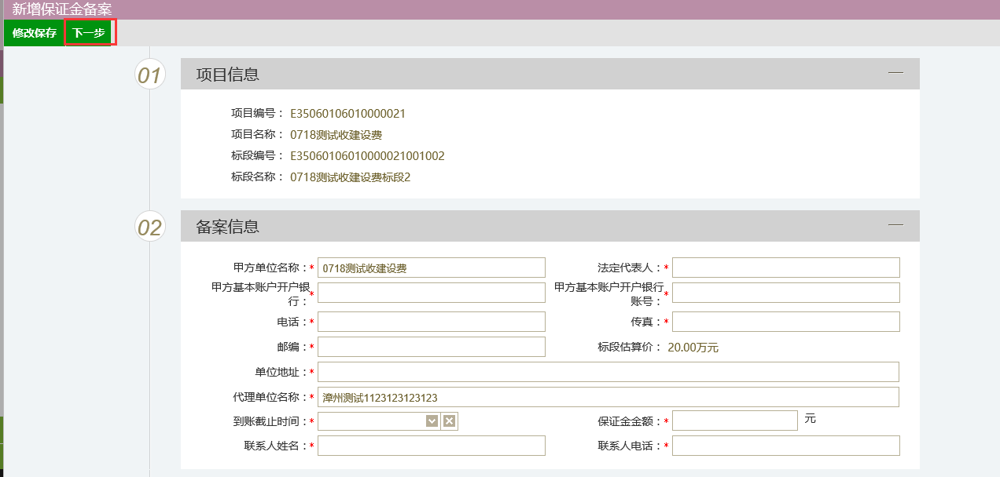 新增保证金备案
修改保存 下一步
01 项目信息
项目编号： E35060106010000021
项目名称： 0718测试收建设费
标段编号： E35060106010000021001002
标段名称： 0718测试收建设费标段2
02 备案信息
甲方单位名称：* 0718测试收建设费 法定代表人：*
甲方基本账户开户银行：* 甲方基本账户开户银行账号：*
电话：* 传真：*
邮编：* 标段估算价： 20.00万元
单位地址：*
代理单位名称：* 漳州测试1123123123123
到账截止时间：* 保证金金额：* 元
联系人姓名：* 联系人电话：*